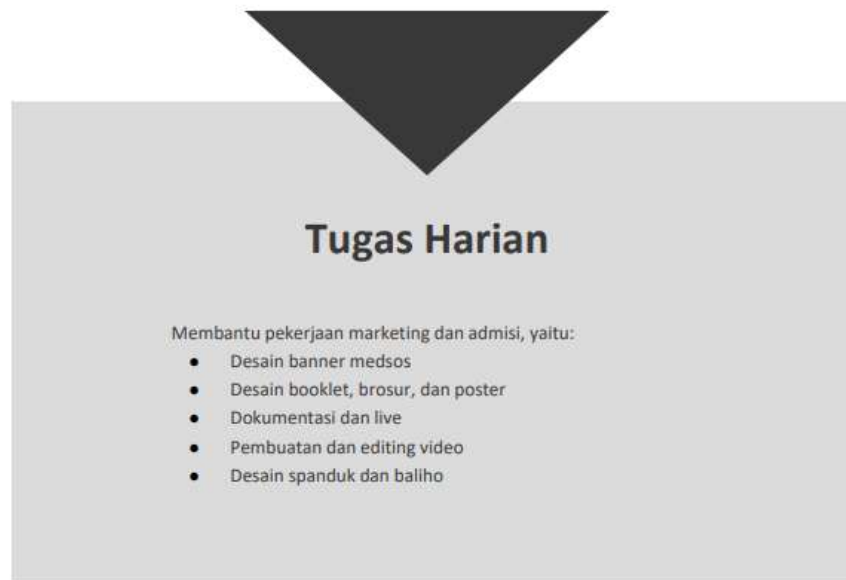 Tugas Harian
Membantu pekerjaan marketing dan admisi, yaitu:
● Desain banner medsos
● Desain booklet, brosur, dan poster
● Dokumentasi dan live
● Pembuatan dan editing video
● Desain spanduk dan baliho